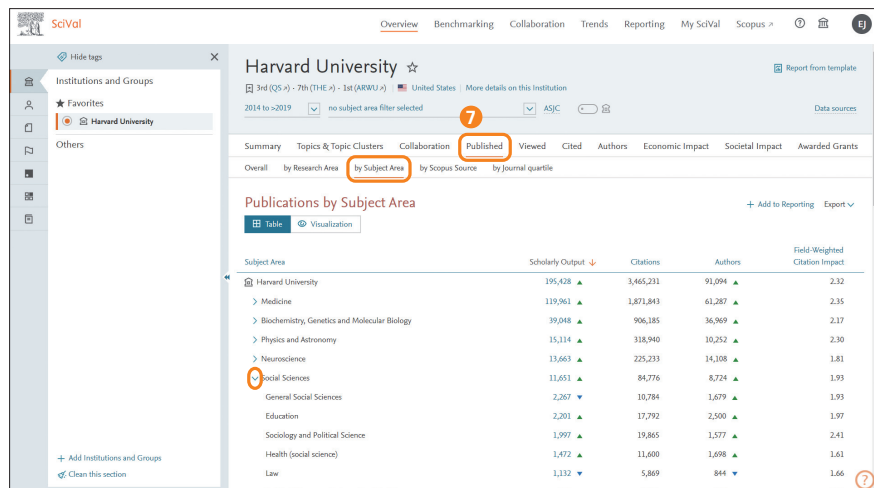 SciVal
Overview Benchmarking Collaboration Trends Reporting My SciVal Scopus ↗ ? EJ
Hide tags ×
Institutions and Groups
★ Favorites
Harvard University
Others
+ Add Institutions and Groups
Clean this section
Harvard University ☆
Report from template
3rd (QS ↗) - 7th (THE ↗) - 1st (ARWU ↗) | United States | More details on this Institution
2014 to >2019 no subject area filter selected ASJC Data sources
7
Summary Topics & Topic Clusters Collaboration Published Viewed Cited Authors Economic Impact Societal Impact Awarded Grants
Overall by Research Area by Subject Area by Scopus Source by Journal quartile
Publications by Subject Area
+ Add to Reporting Export
Table Visualization
Subject Area Scholarly Output ↓ Citations Authors Field-Weighted Citation Impact
Harvard University 195,428 ▲ 3,465,231 91,094 ▲ 2.32
> Medicine 119,961 ▲ 1,871,843 61,287 ▲ 2.35
> Biochemistry, Genetics and Molecular Biology 39,048 ▲ 906,185 36,969 ▲ 2.17
> Physics and Astronomy 15,114 ▲ 318,940 10,252 ▲ 2.30
> Neuroscience 13,663 ▲ 225,233 14,108 ▲ 1.81
Social Sciences 11,651 ▲ 84,776 8,724 ▲ 1.93
General Social Sciences 2,267 ▼ 10,784 1,679 ▲ 1.93
Education 2,201 ▲ 17,792 2,500 ▲ 1.97
Sociology and Political Science 1,997 ▲ 19,865 1,577 ▲ 2.41
Health (social science) 1,472 ▲ 11,600 1,698 ▲ 1.61
Law 1,132 ▼ 5,869 844 ▼ 1.66
?